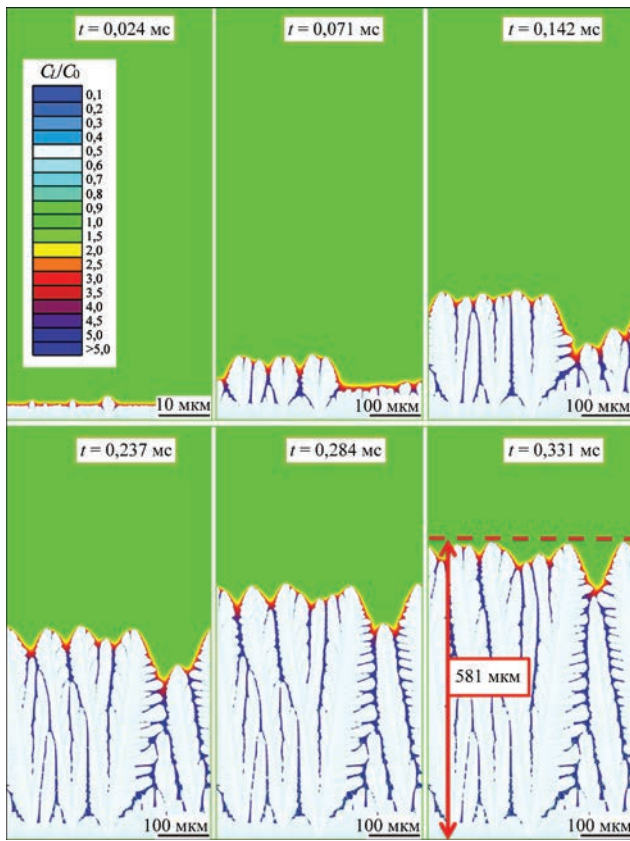 t = 0,024 мс
t = 0,071 мс
t = 0,142 мс
C_L/C_0
0,1
0,2
0,3
0,4
0,5
0,6
0,7
0,8
0,9
1,0
1,5
2,0
2,5
3,0
3,5
4,0
4,5
5,0
>5,0
10 мкм
100 мкм
100 мкм
t = 0,237 мс
t = 0,284 мс
t = 0,331 мс
581 мкм
100 мкм
100 мкм
100 мкм